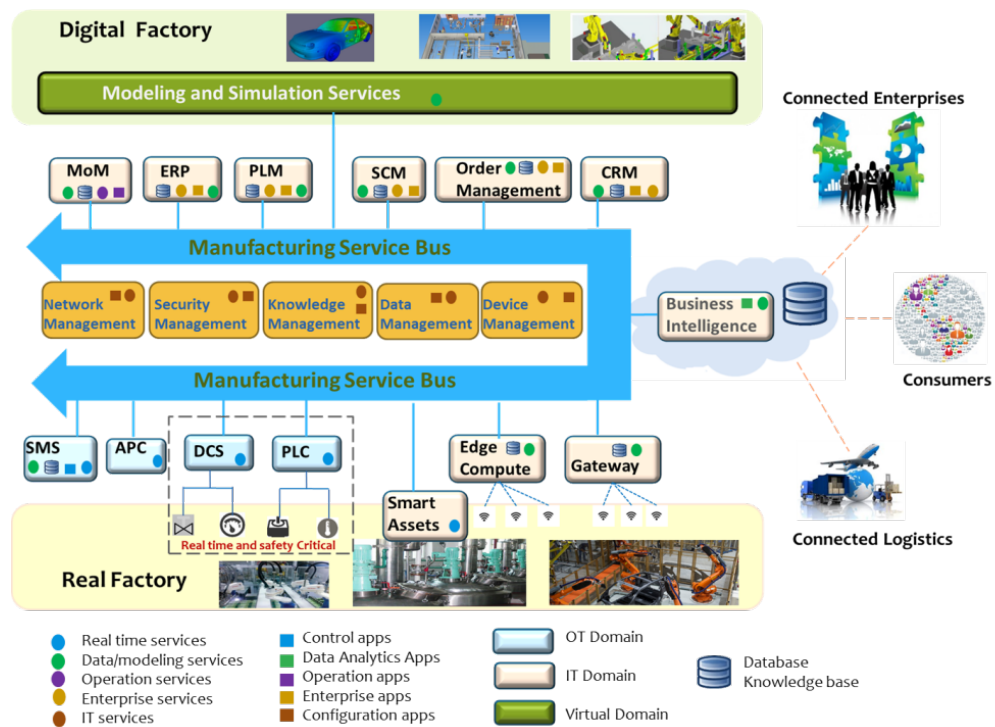 Digital Factory
Modeling and Simulation Services
Connected Enterprises
MoM
ERP
PLM
SCM
Order
Management
CRM
Manufacturing Service Bus
Network
Management
Security
Management
Knowledge
Management
Data
Management
Device
Management
Business
Intelligence
Consumers
Manufacturing Service Bus
SMS
APC
DCS
PLC
Edge
Compute
Gateway
Smart
Assets
Connected Logistics
Real time and safety Critical
Real Factory
Real time services
Data/modeling services
Operation services
Enterprise services
IT services
Control apps
Data Analytics Apps
Operation apps
Enterprise apps
Configuration apps
OT Domain
IT Domain
Virtual Domain
Database
Knowledge base